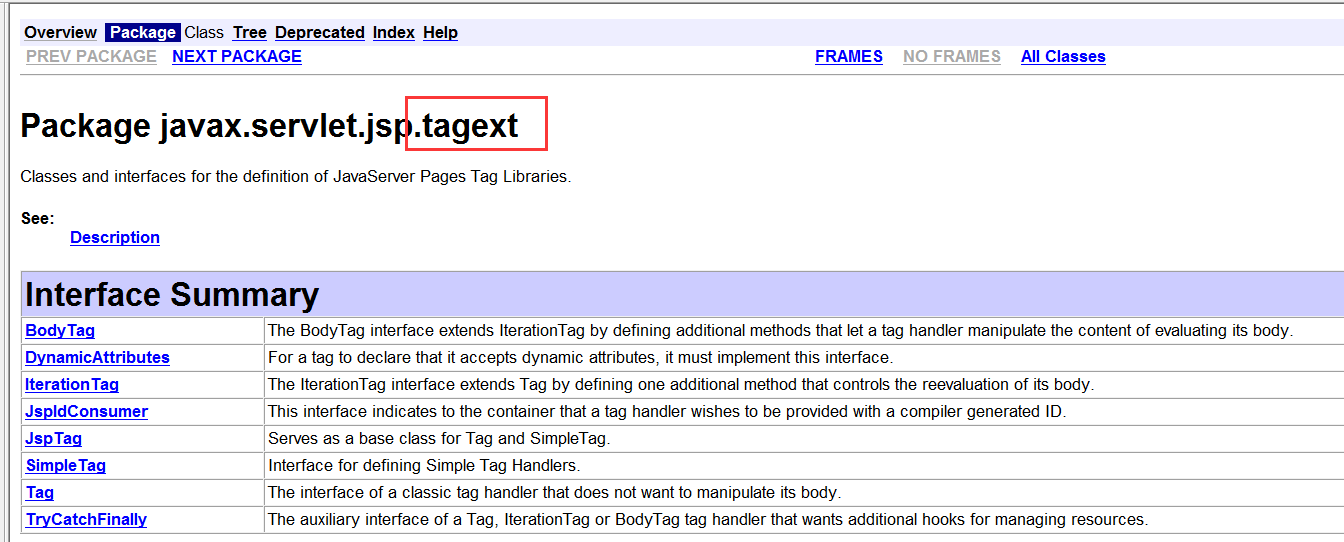 Overview Package Class Tree Deprecated Index Help
PREV PACKAGE NEXT PACKAGE FRAMES NO FRAMES All Classes
Package javax.servlet.jsp.tagext
Classes and interfaces for the definition of JavaServer Pages Tag Libraries.
See:
Description
Interface Summary
BodyTag The BodyTag interface extends IterationTag by defining additional methods that let a tag handler manipulate the content of evaluating its body.
DynamicAttributes For a tag to declare that it accepts dynamic attributes, it must implement this interface.
IterationTag The IterationTag interface extends Tag by defining one additional method that controls the reevaluation of its body.
JspIdConsumer This interface indicates to the container that a tag handler wishes to be provided with a compiler generated ID.
JspTag Serves as a base class for Tag and SimpleTag.
SimpleTag Interface for defining Simple Tag Handlers.
Tag The interface of a classic tag handler that does not want to manipulate its body.
TryCatchFinally The auxiliary interface of a Tag, IterationTag or BodyTag tag handler that wants additional hooks for managing resources.